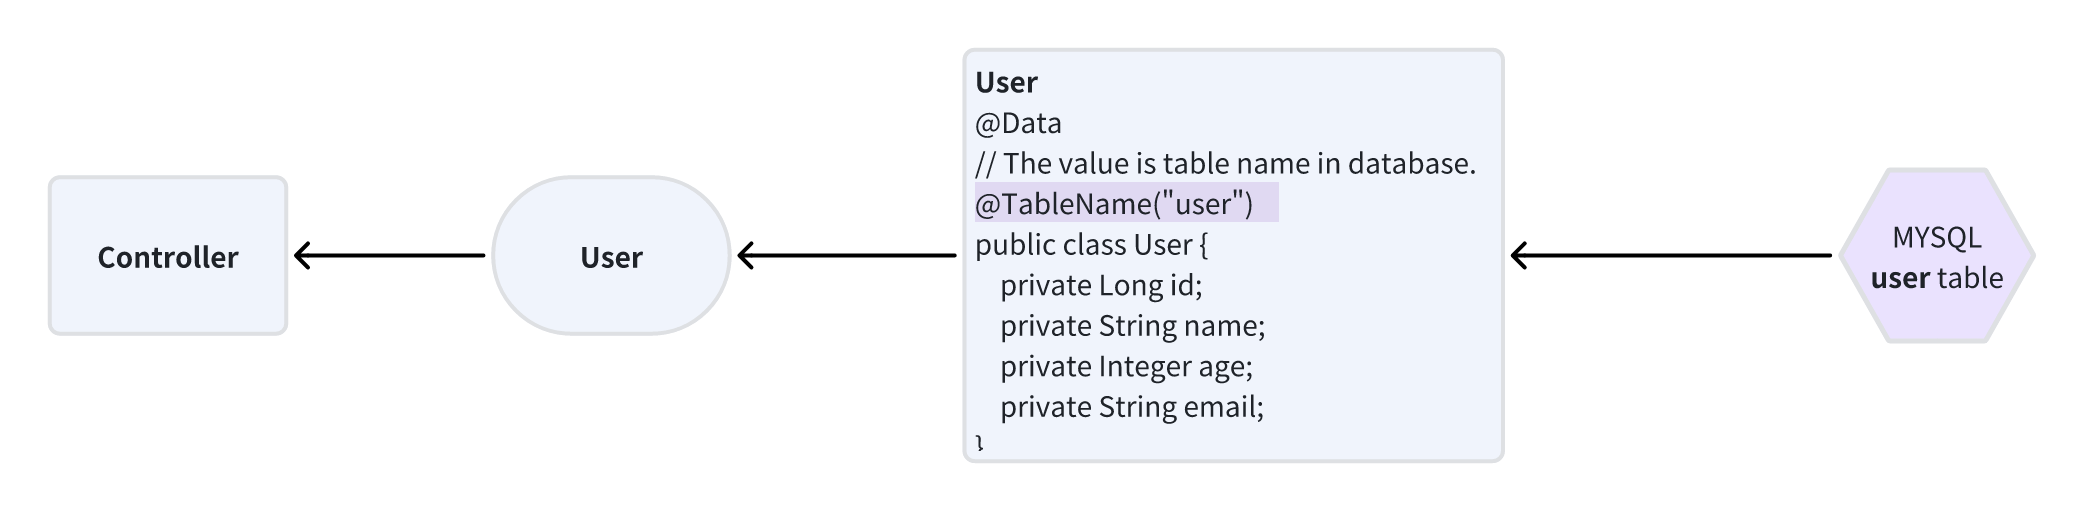 Controller
User
User
@Data
// The value is table name in database.
@TableName("user")
public class User {
    private Long id;
    private String name;
    private Integer age;
    private String email;
}
MYSQL
user table